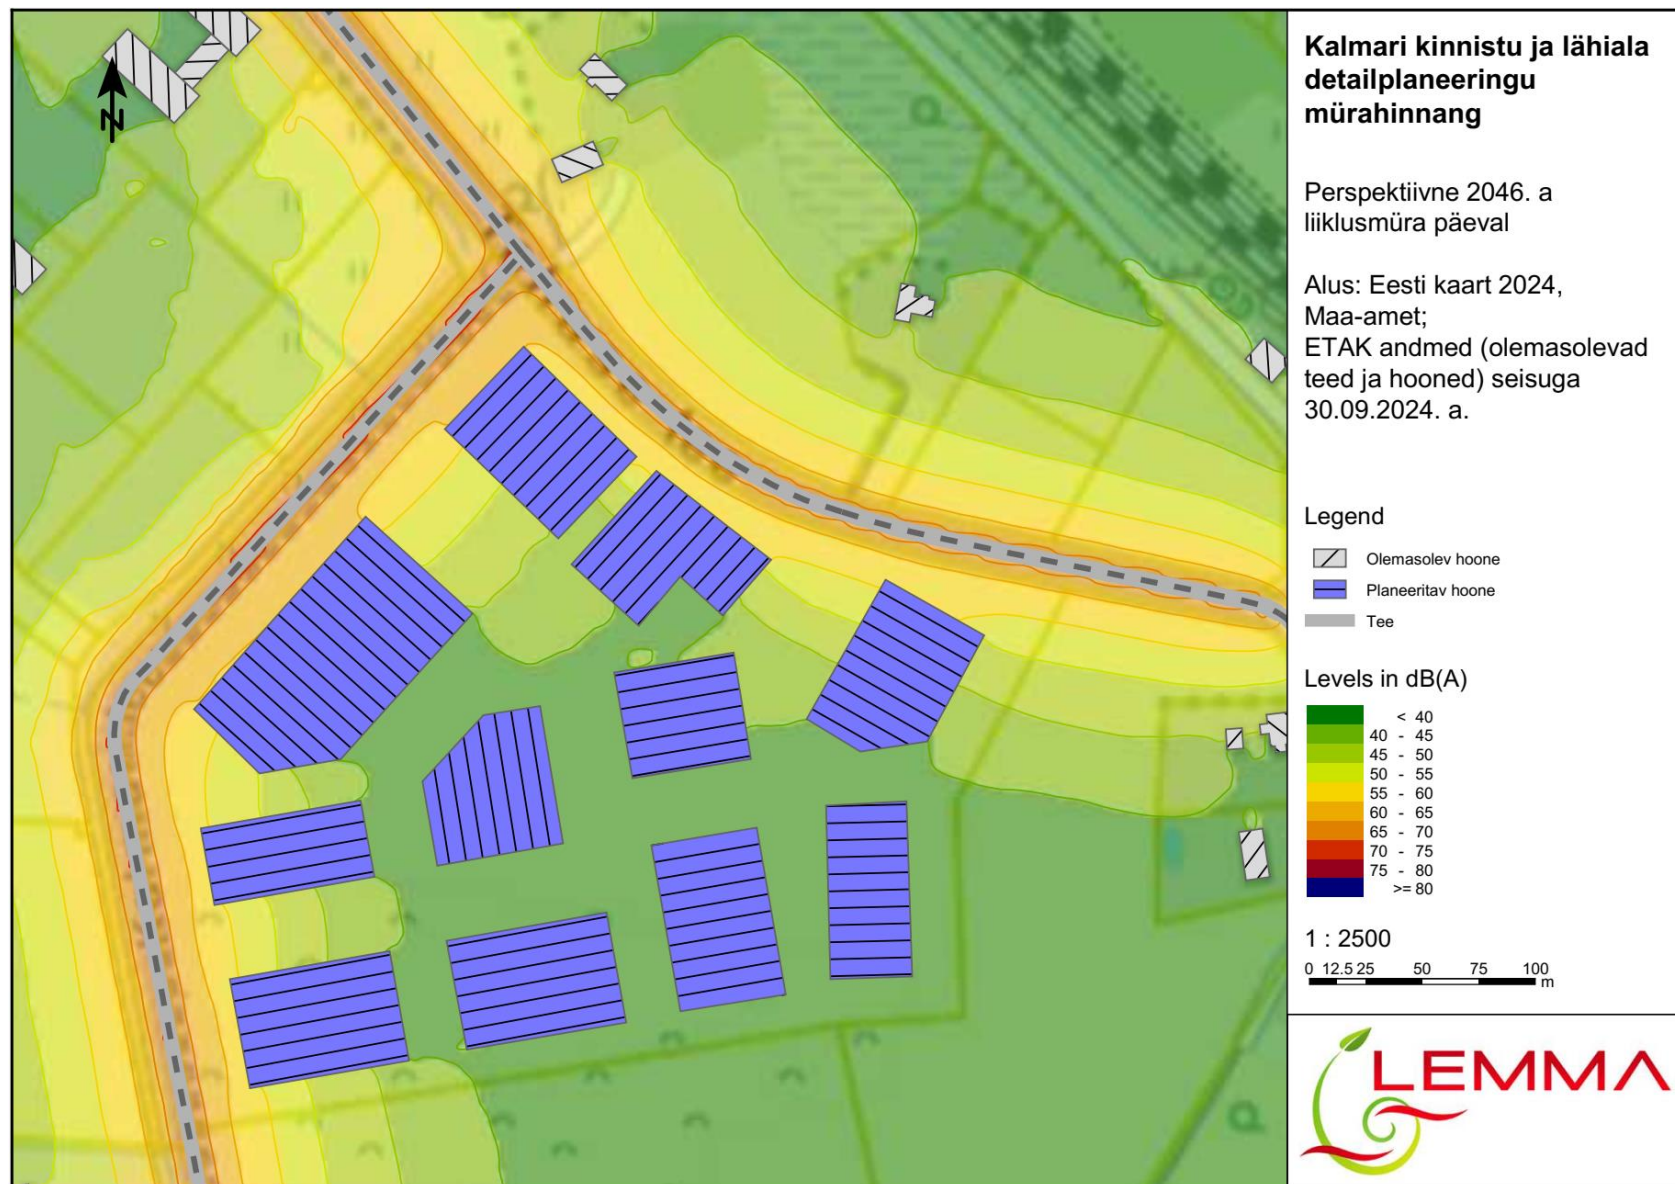 N
Kalmari kinnistu ja lähiala
detailplaneeringu
mürahinnang
Perspektiivne 2046. a
liiklusmüra päeval
Alus: Eesti kaart 2024,
Maa-amet;
ETAK andmed (olemasolevad
teed ja hooned) seisuga
30.09.2024. a.
Legend
Olemasolev hoone
Planeeritav hoone
Tee
Levels in dB(A)
< 40
40 - 45
45 - 50
50 - 55
55 - 60
60 - 65
65 - 70
70 - 75
75 - 80
>= 80
1 : 2500
0 12.5 25 50 75 100
m
LEMMA